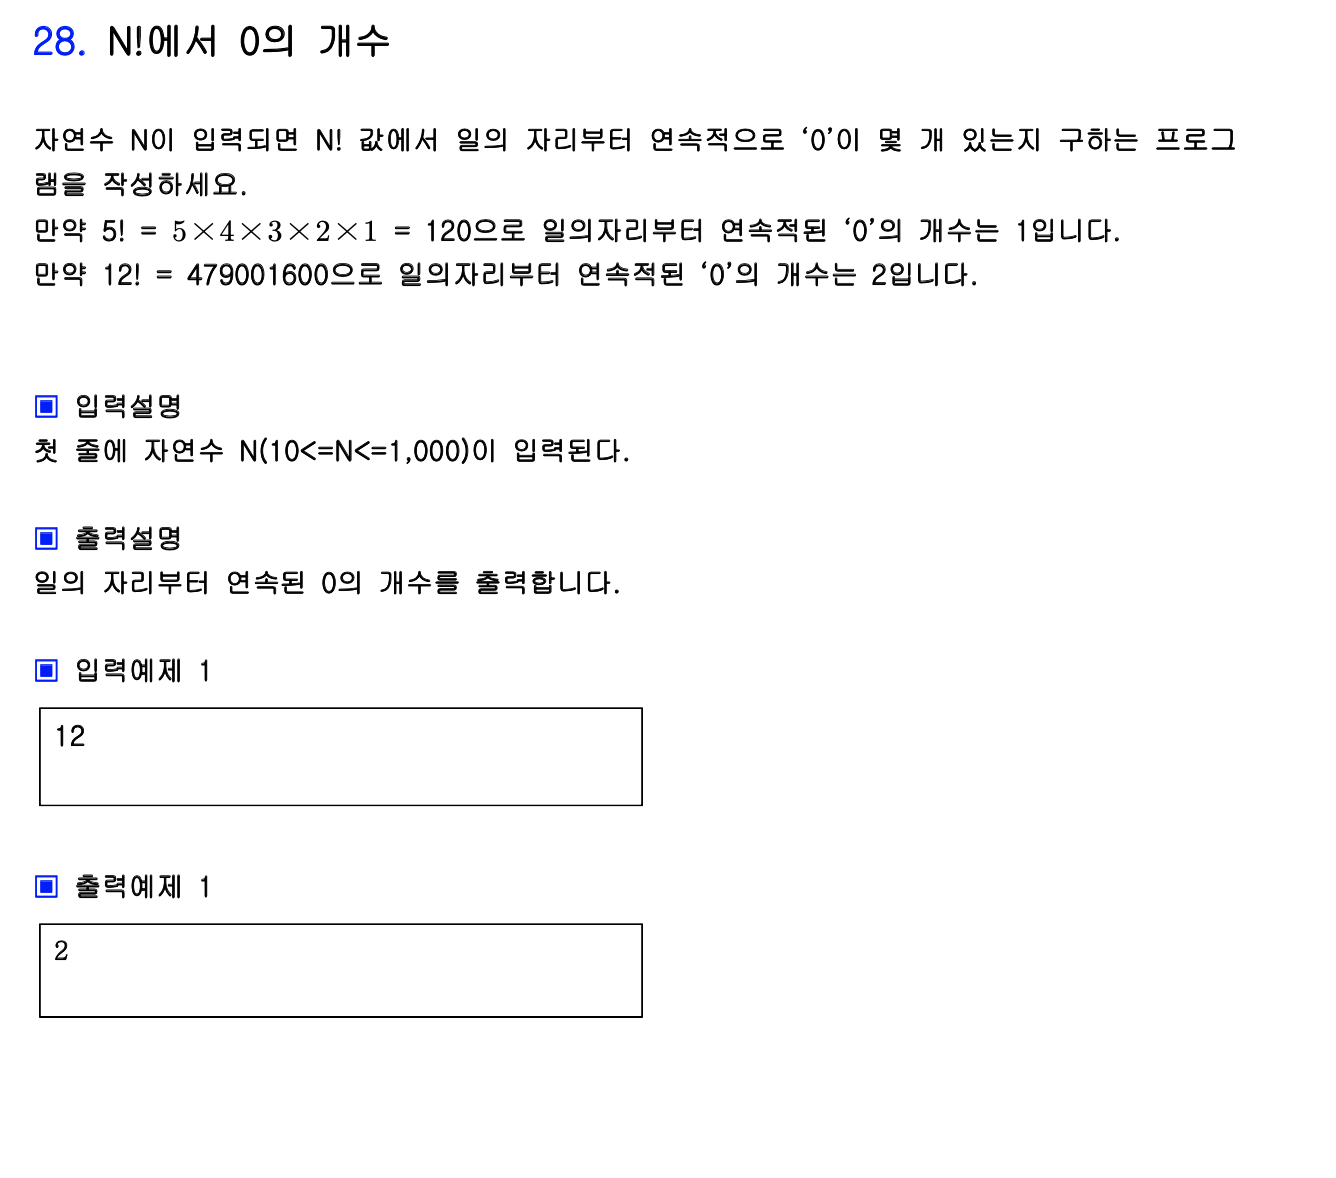 28. N!에서 0의 개수
자연수 N이 입력되면 N! 값에서 일의 자리부터 연속적으로 ‘0’이 몇 개 있는지 구하는 프로그
램을 작성하세요.
만약 5! = 5×4×3×2×1 = 120으로 일의자리부터 연속적된 ‘0’의 개수는 1입니다.
만약 12! = 479001600으로 일의자리부터 연속적된 ‘0’의 개수는 2입니다.
▣ 입력설명
첫 줄에 자연수 N(10<=N<=1,000)이 입력된다.
▣ 출력설명
일의 자리부터 연속된 0의 개수를 출력합니다.
▣ 입력예제 1
12
▣ 출력예제 1
2